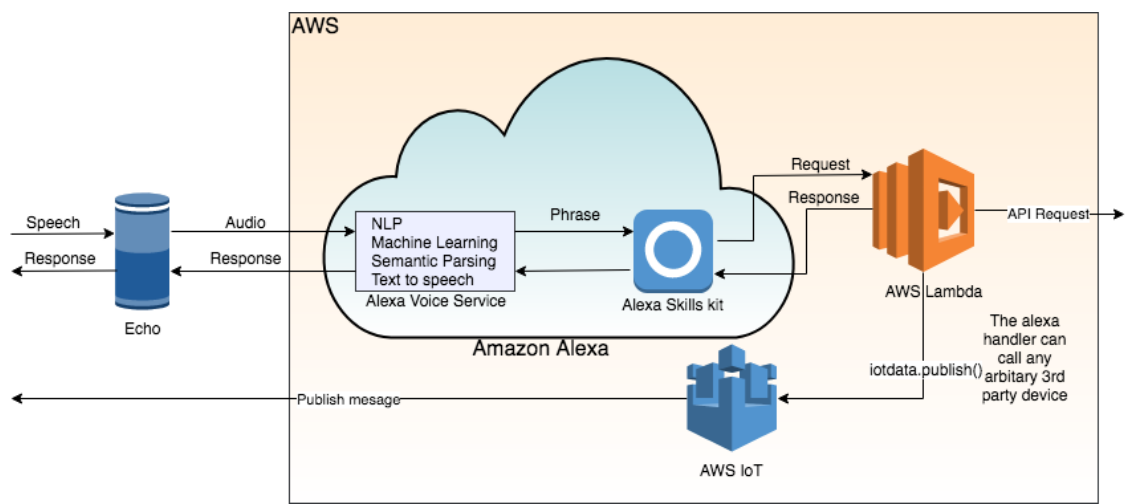 AWS
Speech
Response
Echo
Audio
Response
NLP
Machine Learning
Semantic Parsing
Text to speech
Alexa Voice Service
Phrase
Alexa Skills kit
Amazon Alexa
Request
Response
AWS Lambda
API Request
The alexa
handler can
call any
arbitary 3rd
party device
iotdata.publish()
Publish mesage
AWS IoT